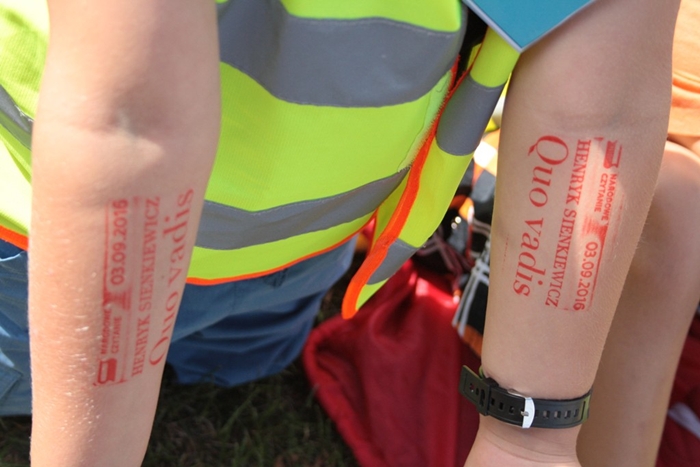 NARODOWE
CZYTANIE
03.09.2016
HENRYK SIENKIEWICZ
Quo vadis
NARODOWE
CZYTANIE
03.09.2016
HENRYK SIENKIEWICZ
Quo vadis